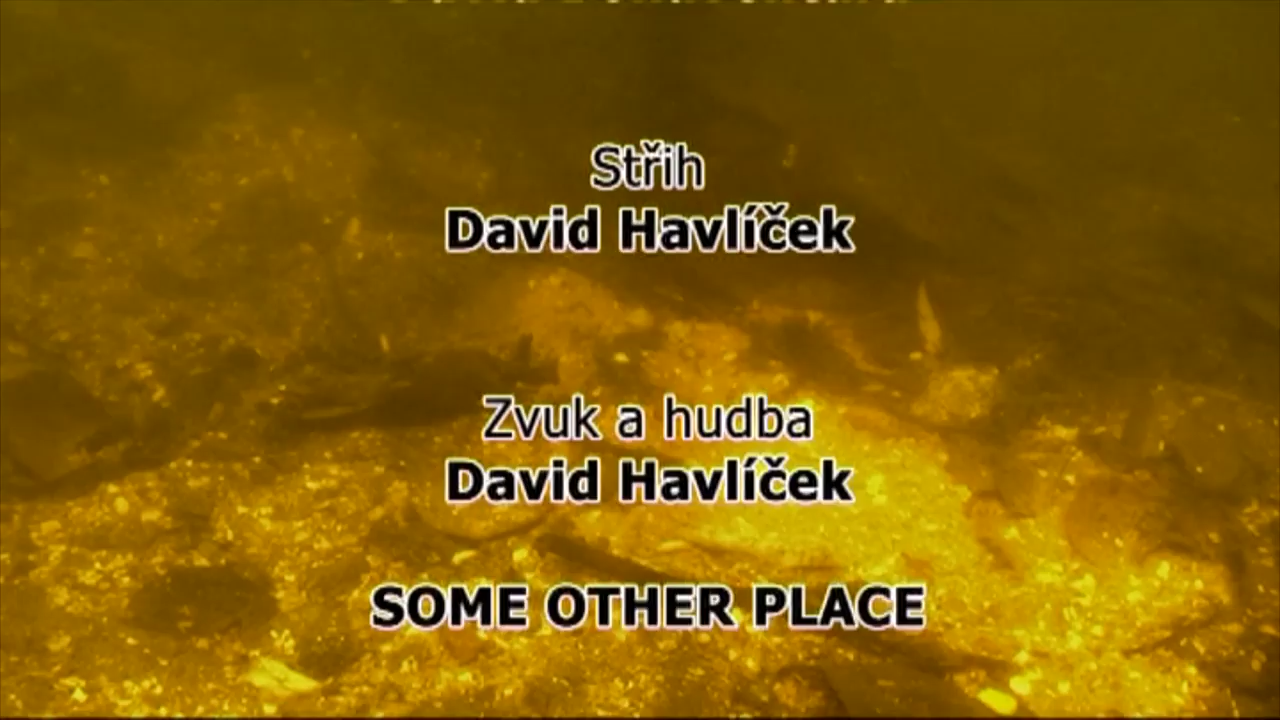 Střih
David Havlíček
Zvuk a hudba
David Havlíček
SOME OTHER PLACE